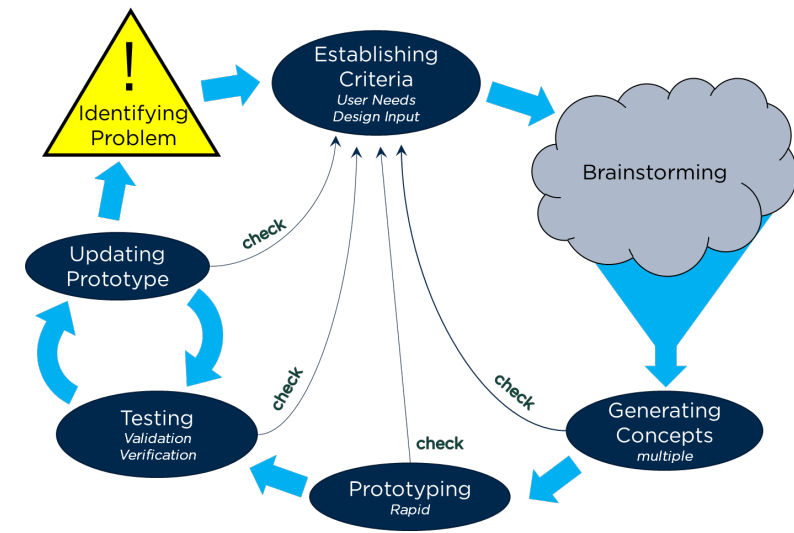 !
Identifying
Problem
Establishing
Criteria
User Needs
Design Input
Brainstorming
Generating
Concepts
multiple
check
Prototyping
Rapid
check
Testing
Validation
Verification
check
Updating
Prototype
check